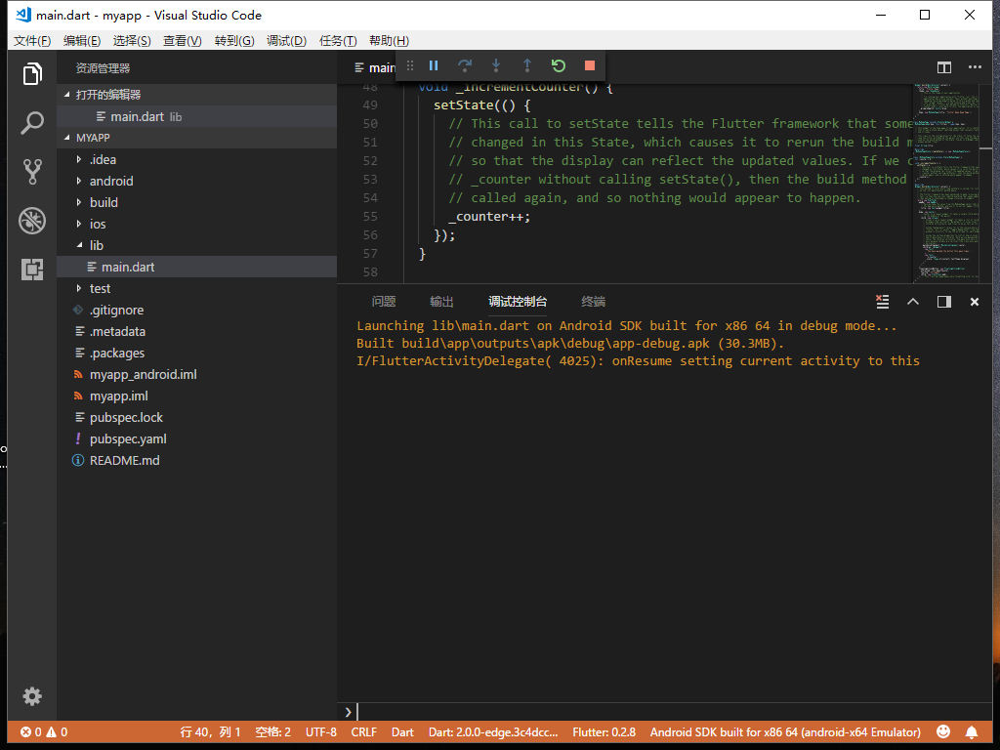 main.dart - myapp - Visual Studio Code
文件(F) 编辑(E) 选择(S) 查看(V) 转到(G) 调试(D) 任务(T) 帮助(H)
资源管理器
打开的编辑器
main.dart lib
MYAPP
.idea
android
build
ios
lib
main.dart
test
.gitignore
.metadata
.packages
myapp_android.iml
myapp.iml
pubspec.lock
pubspec.yaml
README.md
main
48 void _incrementCounter() {
49 setState(() {
50 // This call to setState tells the Flutter framework that some
51 // changed in this State, which causes it to rerun the build m
52 // so that the display can reflect the updated values. If we c
53 // _counter without calling setState(), then the build method
54 // called again, and so nothing would appear to happen.
55 _counter++;
56 });
57 }
58
问题 输出 调试控制台 终端
Launching lib\main.dart on Android SDK built for x86 64 in debug mode...
Built build\app\outputs\apk\debug\app-debug.apk (30.3MB).
I/FlutterActivityDelegate( 4025): onResume setting current activity to this
0 0 行 40，列 1 空格: 2 UTF-8 CRLF Dart Dart: 2.0.0-edge.3c4dcc... Flutter: 0.2.8 Android SDK built for x86 64 (android-x64 Emulator)